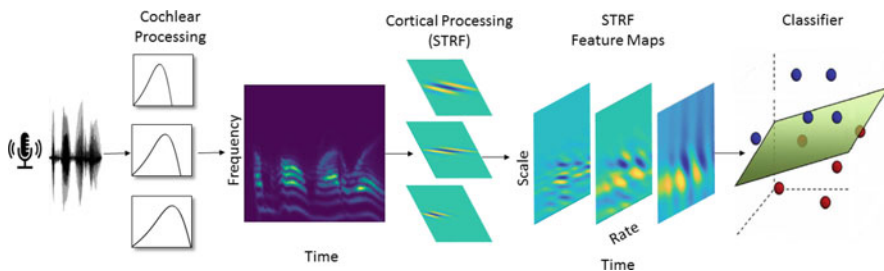 Cochlear
Processing
Cortical Processing
(STRF)
STRF
Feature Maps
Classifier
Frequency
Time
Scale
Rate
Time